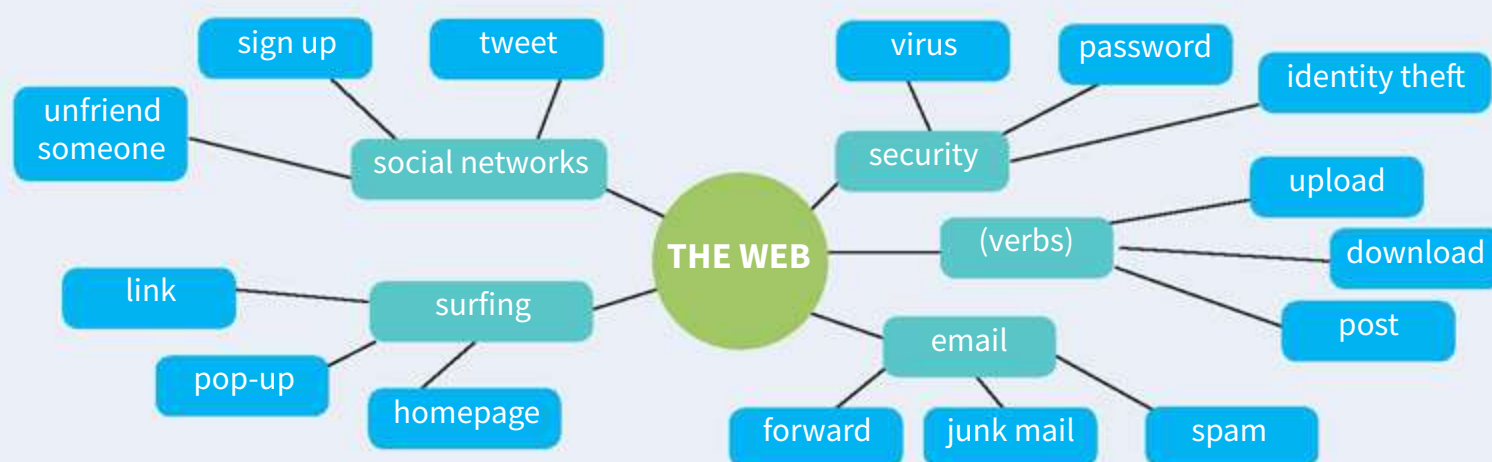 sign up
tweet
unfriend
someone
social networks
virus
password
identity theft
security
upload
(verbs)
download
post
THE WEB
link
surfing
pop-up
homepage
email
forward
junk mail
spam